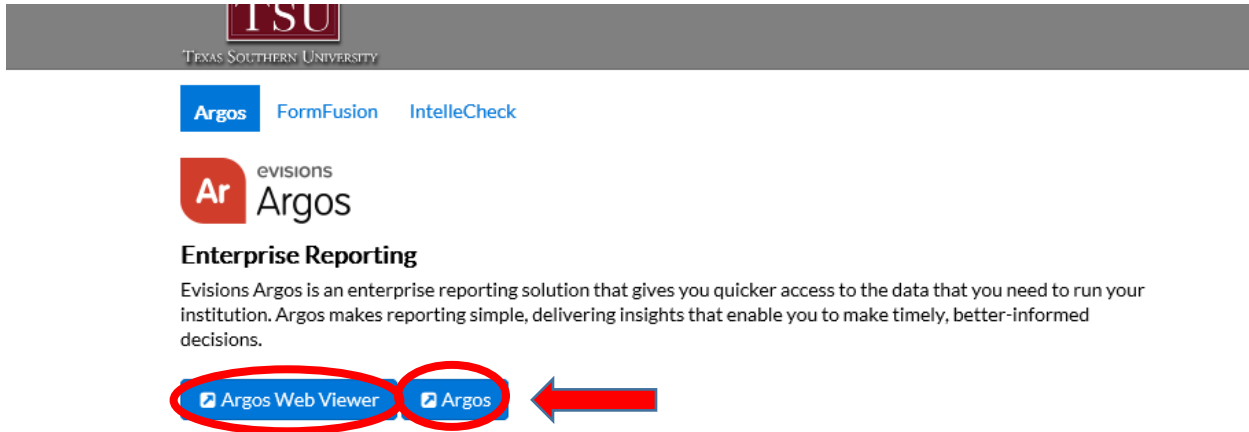 TSU
TEXAS SOUTHERN UNIVERSITY
Argos FormFusion IntelleCheck
Ar
evisions
Argos
Enterprise Reporting
Evisions Argos is an enterprise reporting solution that gives you quicker access to the data that you need to run your
institution. Argos makes reporting simple, delivering insights that enable you to make timely, better-informed
decisions.
Argos Web Viewer Argos